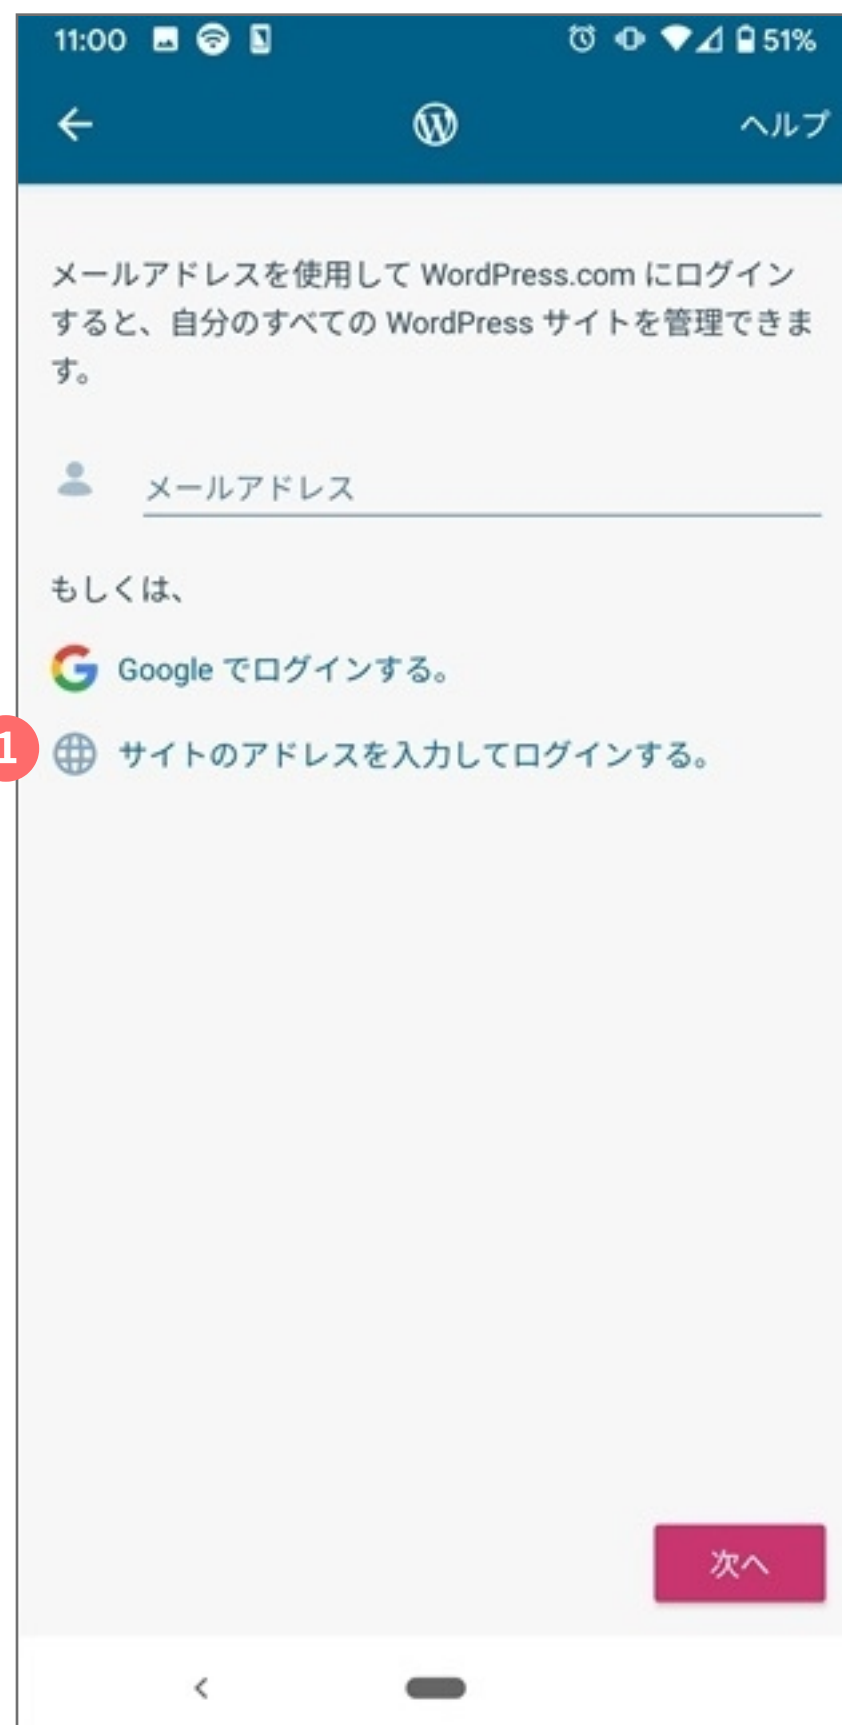 11:00 51%
ヘルプ
メールアドレスを使用して WordPress.com にログイン
すると、自分のすべての WordPress サイトを管理できま
す。
メールアドレス
もしくは、
Google でログインする。
1 サイトのアドレスを入力してログインする。
次へ